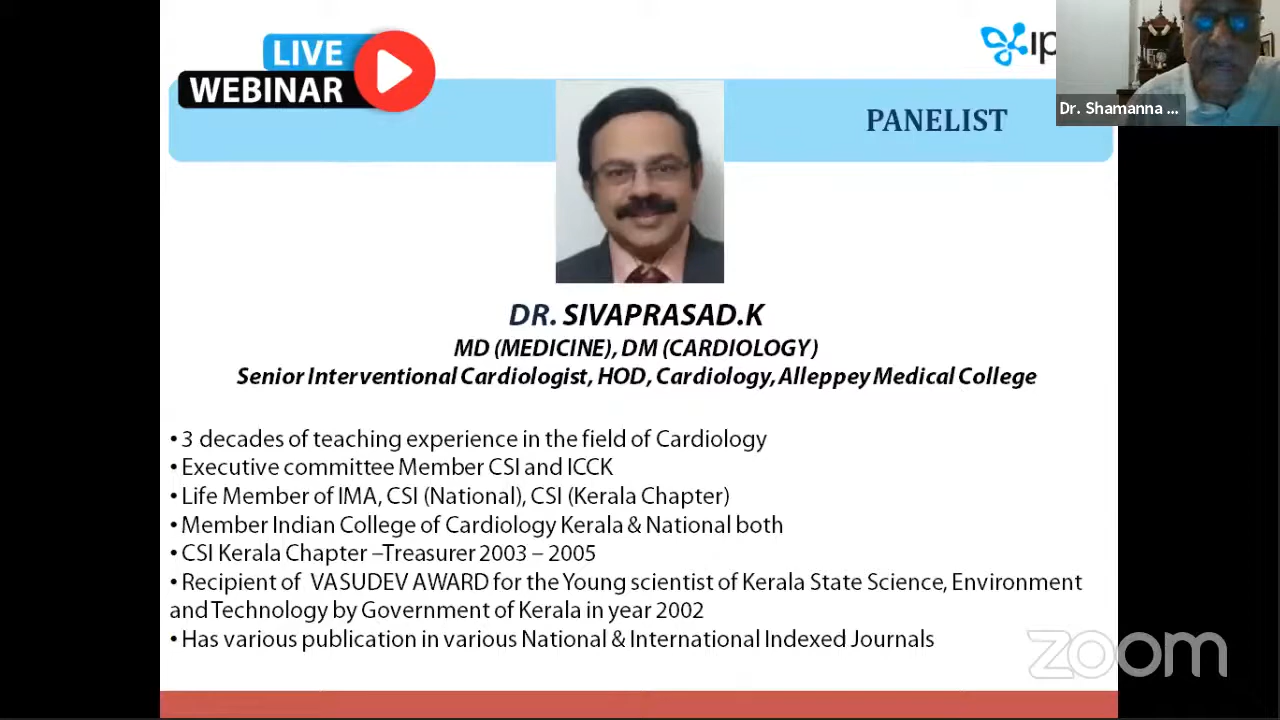 LIVE
WEBINAR
PANELIST
Dr. Shamanna ...
DR. SIVAPRASAD.K
MD (MEDICINE), DM (CARDIOLOGY)
Senior Interventional Cardiologist, HOD, Cardiology, Alleppey Medical College
• 3 decades of teaching experience in the field of Cardiology
• Executive committee Member CSI and ICCK
• Life Member of IMA, CSI (National), CSI (Kerala Chapter)
• Member Indian College of Cardiology Kerala & National both
• CSI Kerala Chapter –Treasurer 2003 – 2005
• Recipient of VASUDEV AWARD for the Young scientist of Kerala State Science, Environment
and Technology by Government of Kerala in year 2002
• Has various publication in various National & International Indexed Journals
zoom